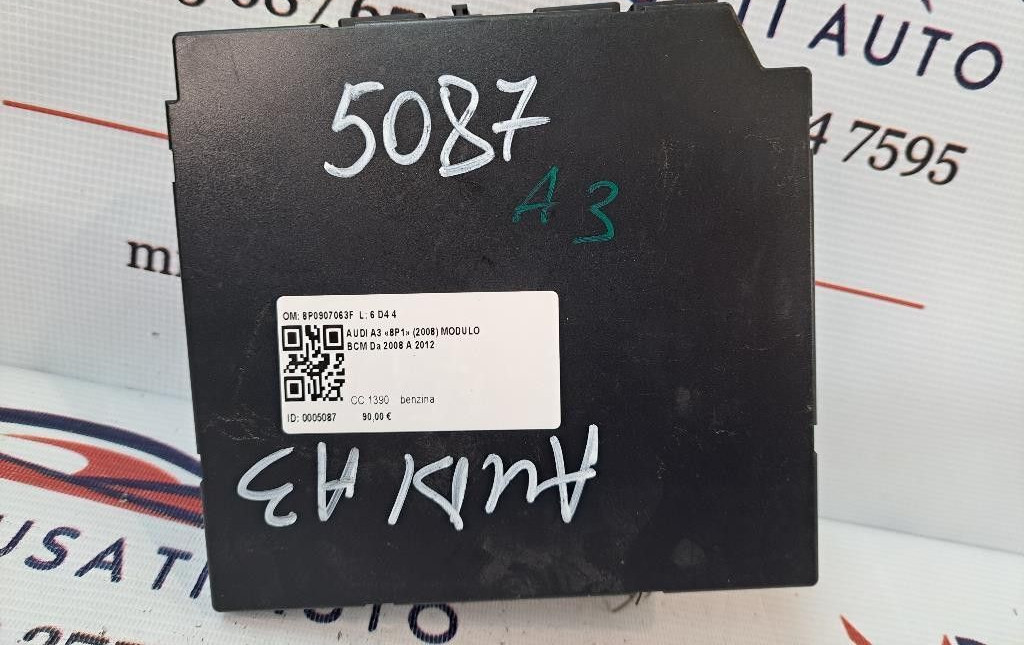 5087
A3
OM: 8P0907063F L: 6 D4 4
AUDI A3 «8P1» (2008) MODULO
BCM Da 2008 A 2012
CC 1390 benzina
ID: 0005087 90,00 €
AUDI A3
AUTO
4 7595
USATI AUTO